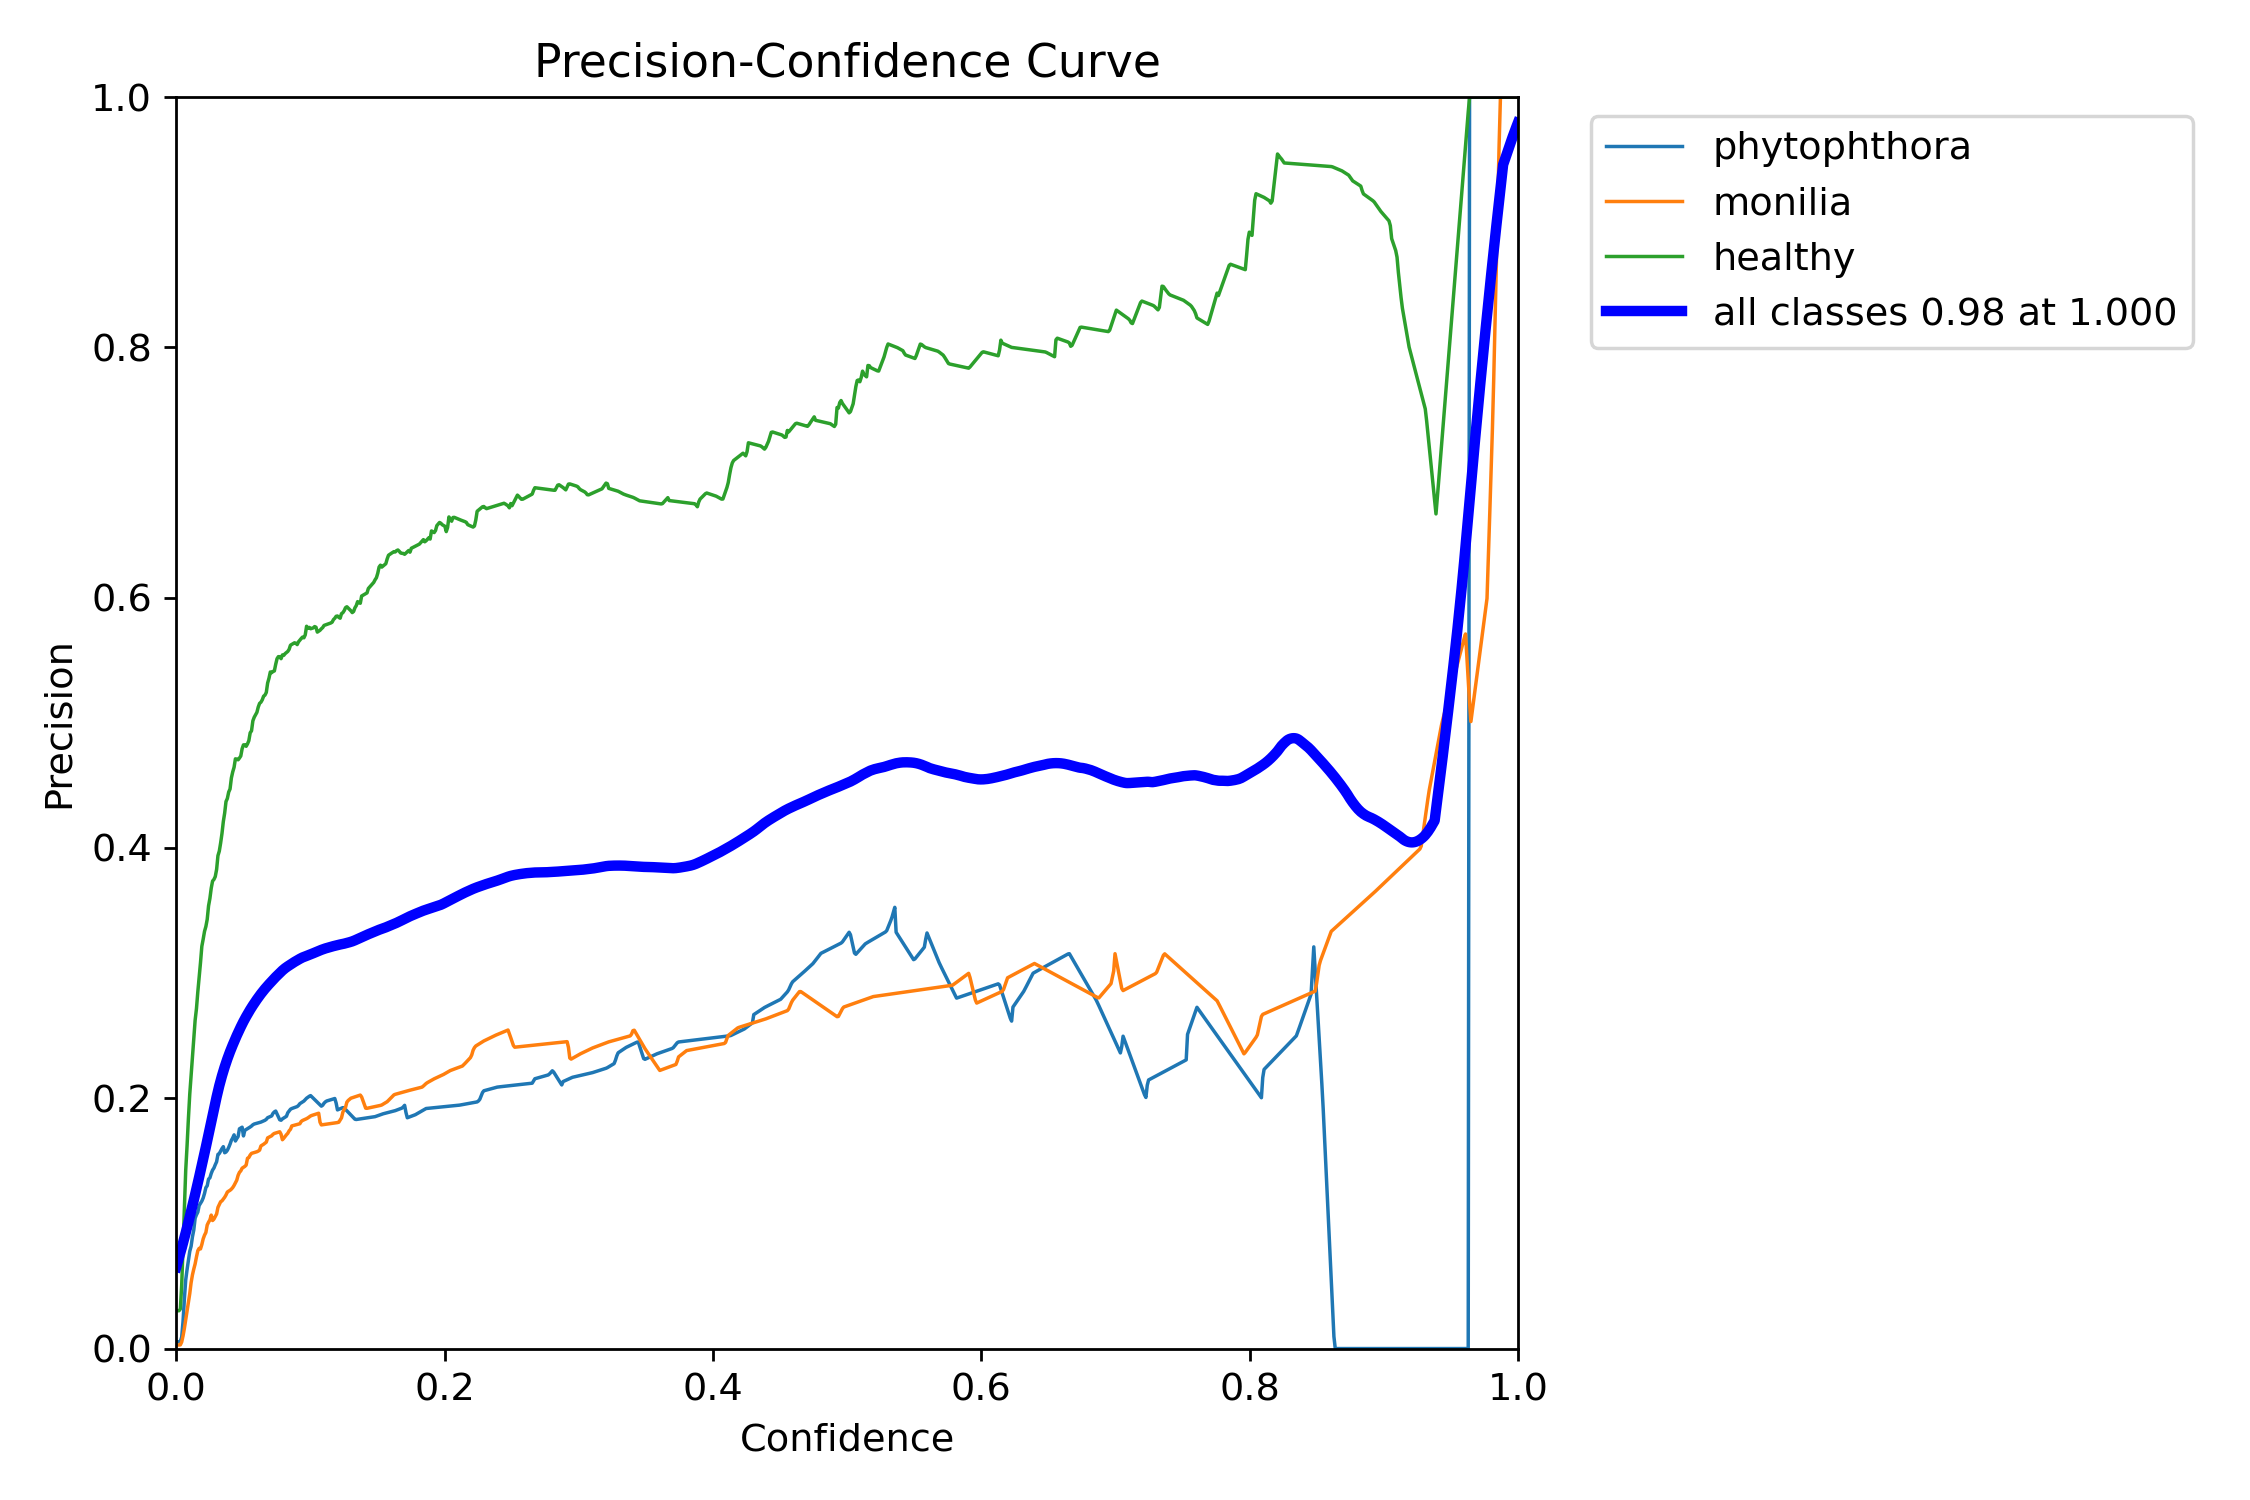 Precision-Confidence Curve
1.0
0.8
0.6
0.4
0.2
0.0
Precision
0.0 0.2 0.4 0.6 0.8 1.0
Confidence
phytophthora
monilia
healthy
all classes 0.98 at 1.000